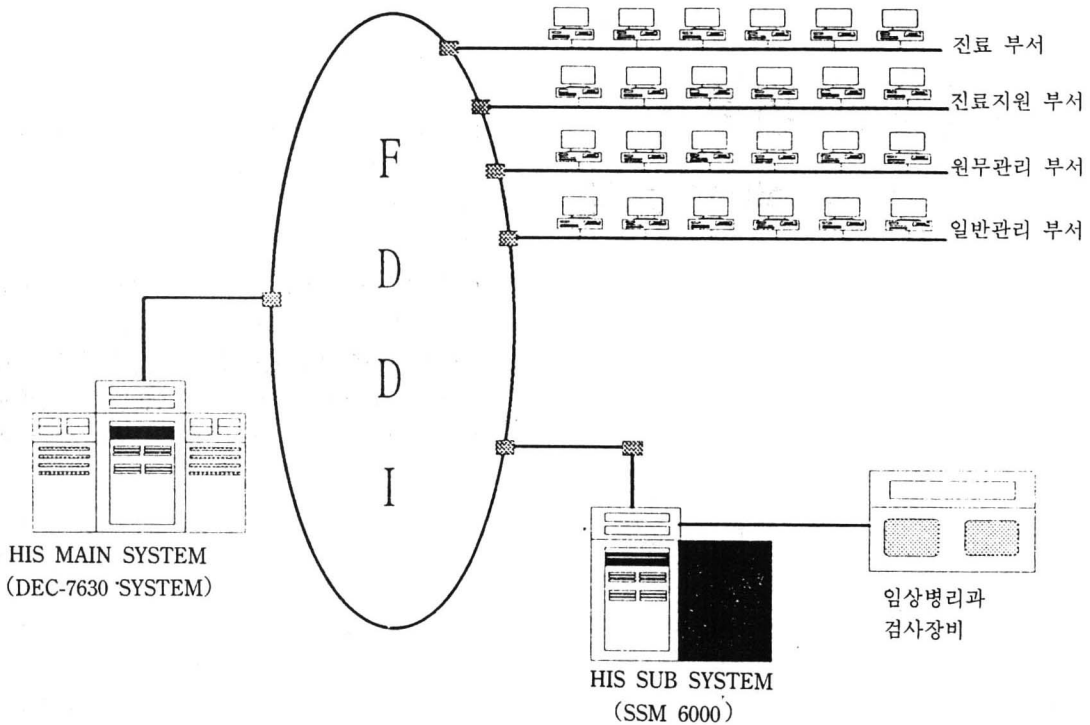 진료 부서
진료지원 부서
원무관리 부서
일반관리 부서
F
D
D
I
HIS MAIN SYSTEM
(DEC-7630 SYSTEM)
임상병리과
검사장비
HIS SUB SYSTEM
(SSM 6000)